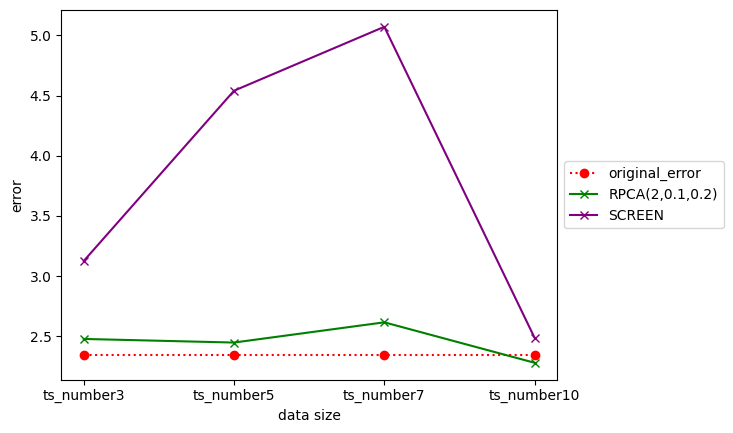 5.0
4.5
4.0
3.5
3.0
2.5
error
ts_number3 ts_number5 ts_number7 ts_number10
data size
original_error
RPCA(2,0.1,0.2)
SCREEN